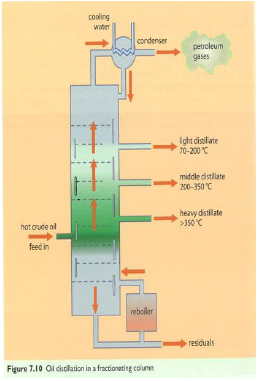 cooling
water
condenser
petroleum
gases
light distillate
70–200 °C
middle distillate
200–350 °C
heavy distillate
>350 °C
hot crude oil
feed in
reboiler
residuals
Figure 7.10 Oil distillation in a fractionating column